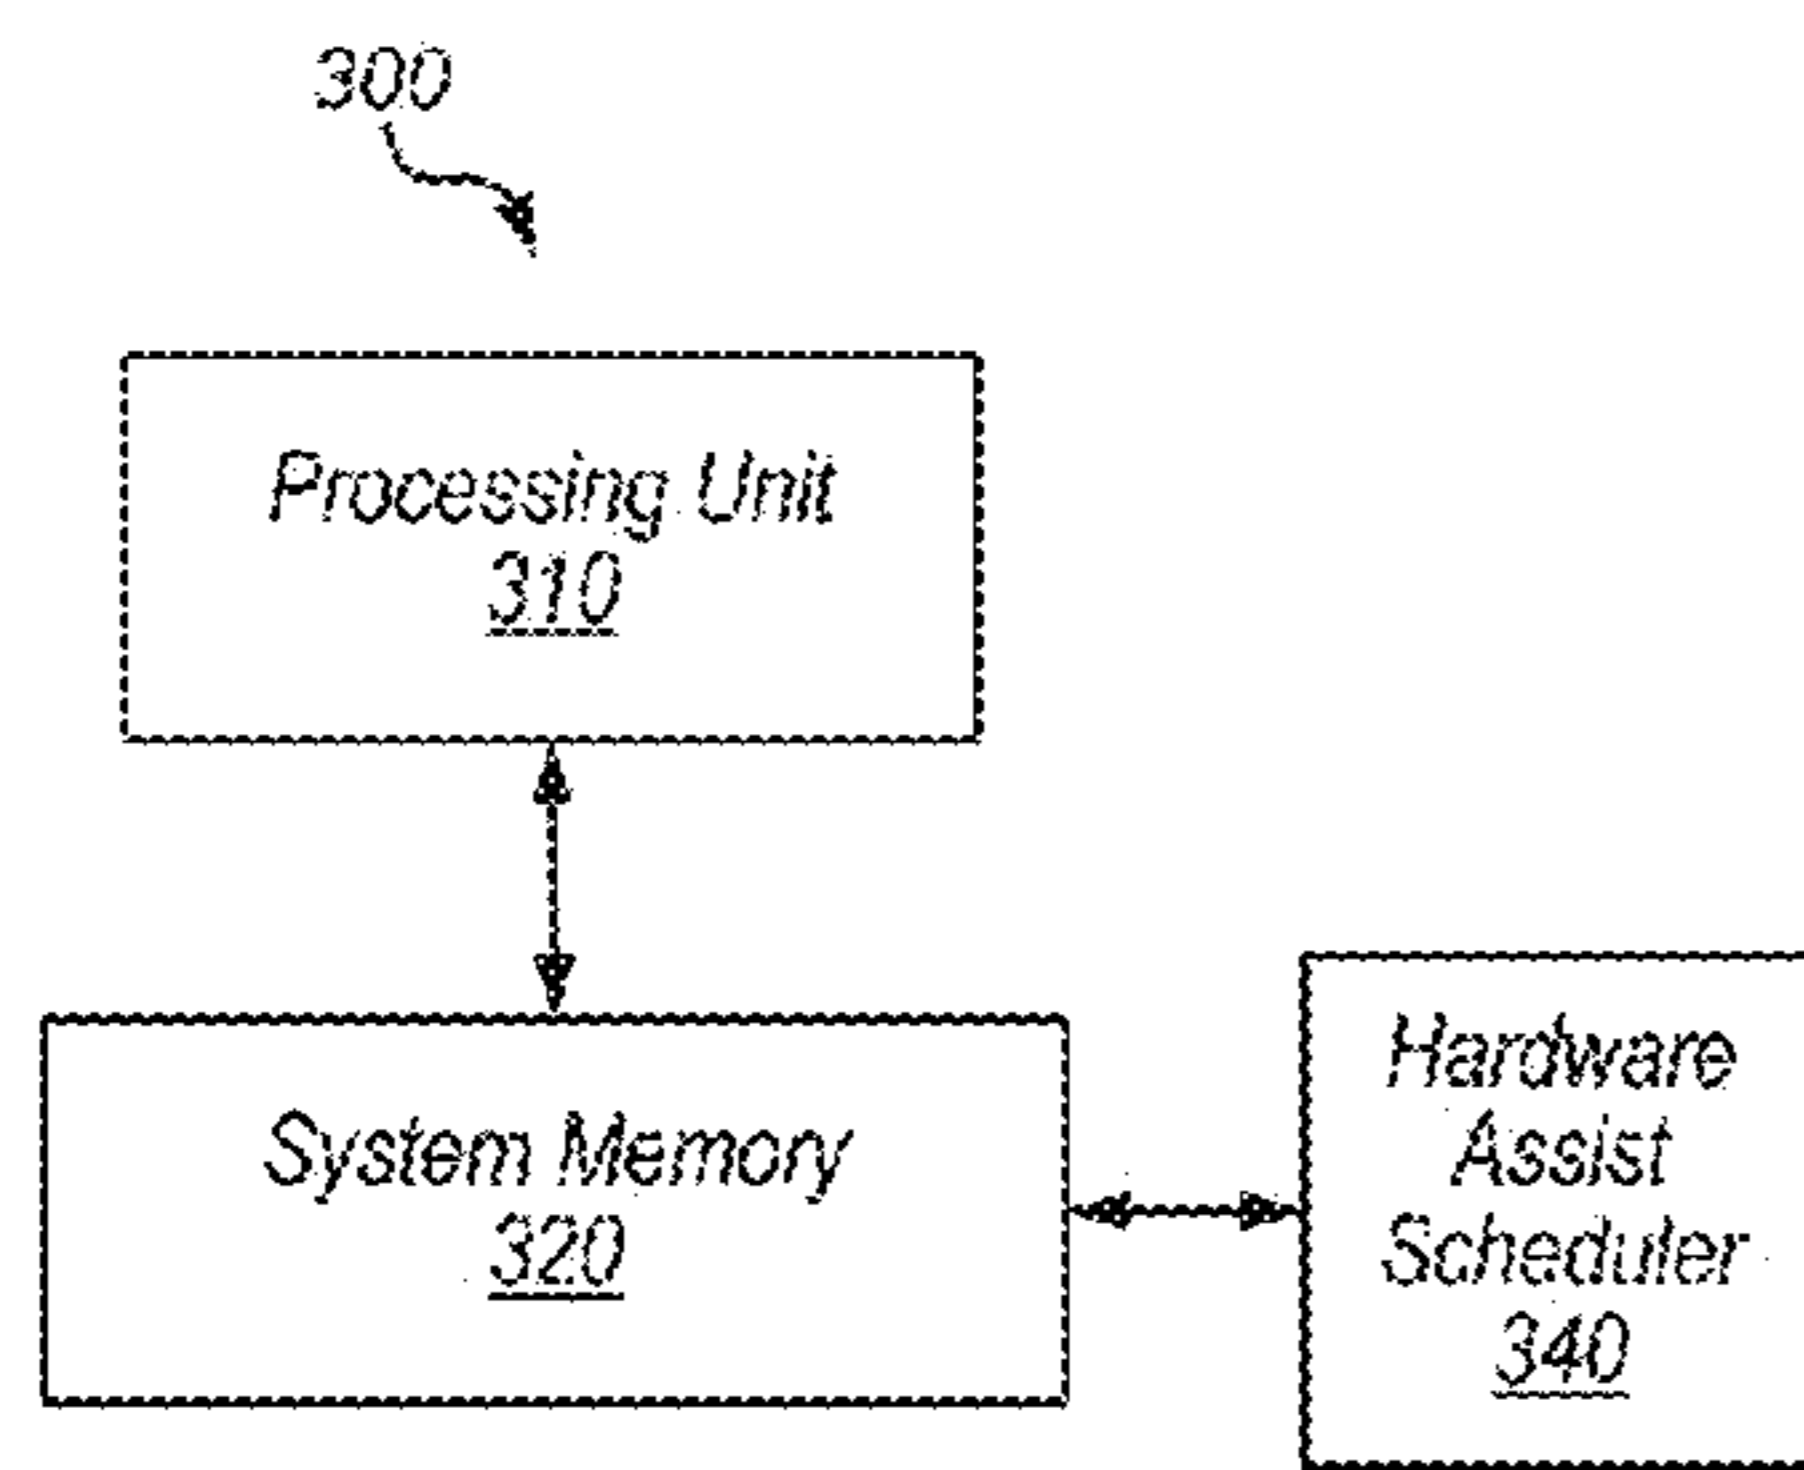 300
Processing Unit
310
System Memory
320
Hardware
Assist
Scheduler
340